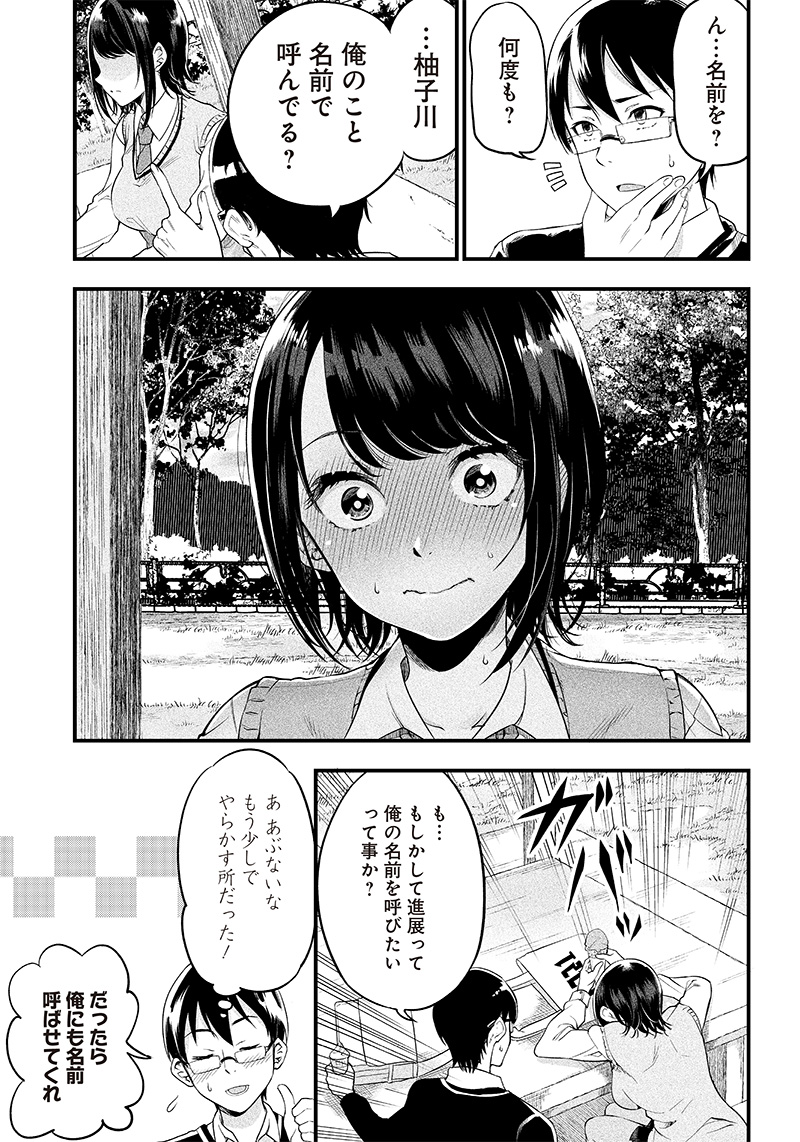 ん…名前を？
何度も？
…柚子川
俺のこと
名前で
呼んでる？
ガバッ
も…
もしかして進展って
俺の名前を呼びたい
って事か？
あ あぶないな
もう少しで
やらかす所だった！
だったら
俺にも名前
呼ばせてくれ